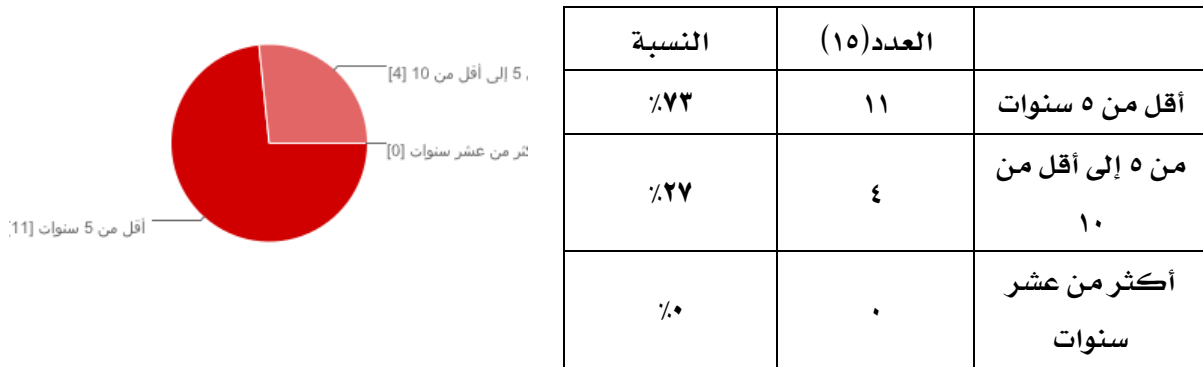 العدد(١٥) النسبة
أقل من ٥ سنوات ١١ ٧٣٪
من ٥ إلى أقل من
١٠
٤ ٢٧٪
أكثر من عشر
سنوات
٠ ٠٪
5 إلى أقل من 10 [4]
من عشر سنوات [0]
أقل من 5 سنوات [11]